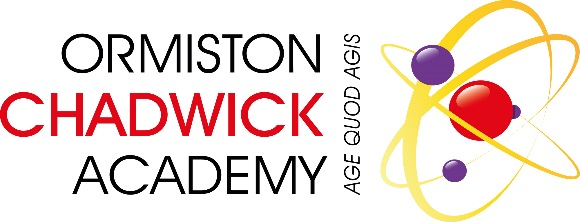 ORMISTON
CHADWICK
ACADEMY
AGE QUOD AGIS